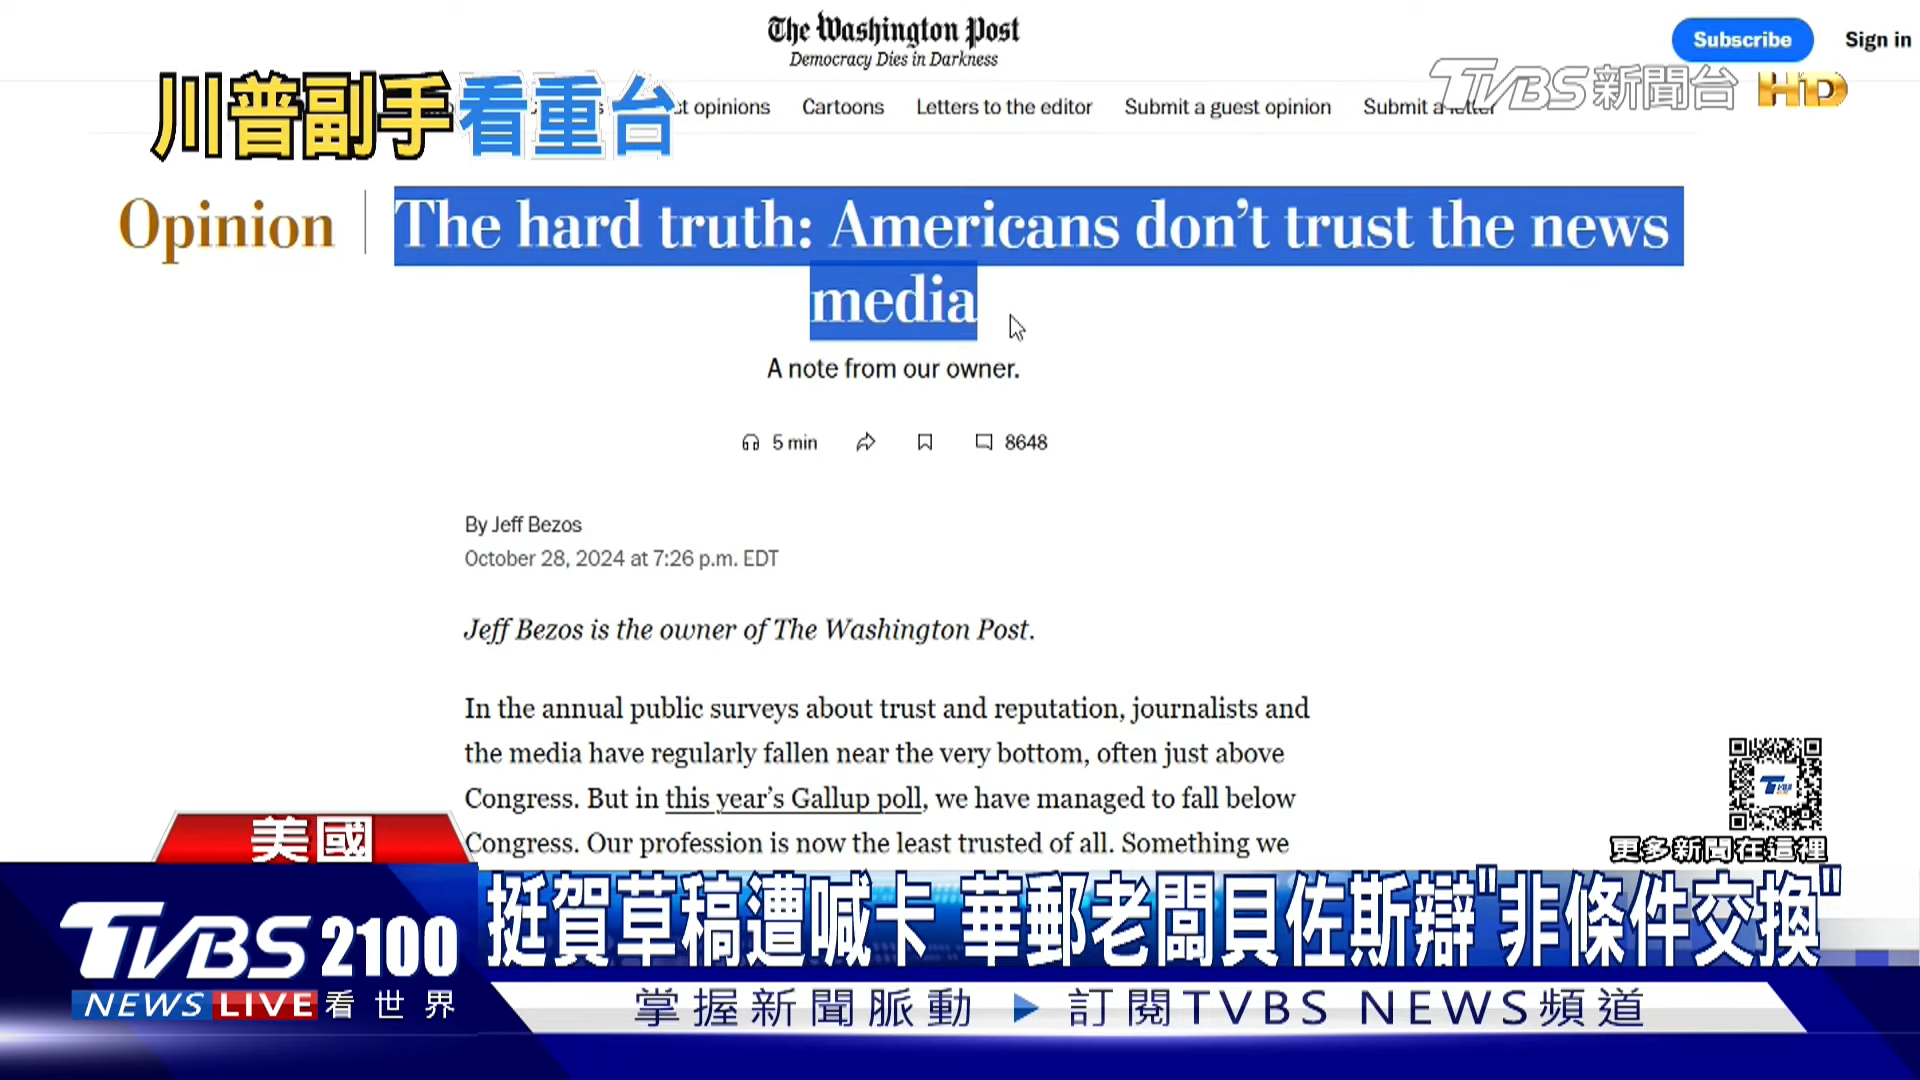 The Washington Post
Democracy Dies in Darkness
Subscribe
Sign in
TVBS新聞台 HD
川普副手看重台
st opinions
Cartoons
Letters to the editor
Submit a guest opinion
Submit a letter
Opinion
The hard truth: Americans don’t trust the news
media
A note from our owner.
5 min
8648
By Jeff Bezos
October 28, 2024 at 7:26 p.m. EDT
Jeff Bezos is the owner of The Washington Post.
In the annual public surveys about trust and reputation, journalists and
the media have regularly fallen near the very bottom, often just above
Congress. But in this year’s Gallup poll, we have managed to fall below
Congress. Our profession is now the least trusted of all. Something we
TVBS
更多新聞在這裡
美國
挺賀草稿遭喊卡 華郵老闆貝佐斯辯"非條件交換"
TVBS 2100
NEWS LIVE 看世界
掌握新聞脈動 ▶ 訂閱TVBS NEWS頻道